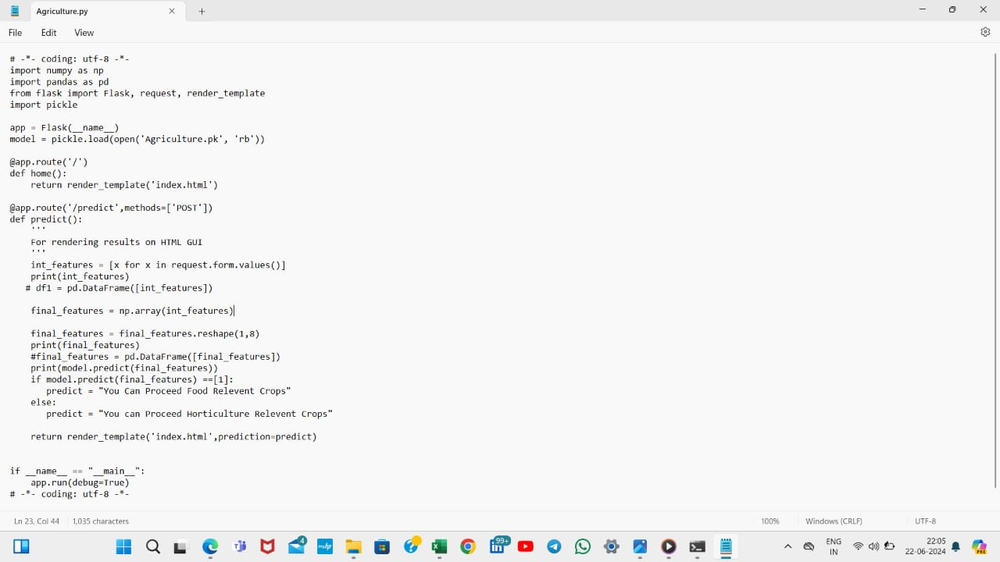 Agriculture.py
File Edit View
# -*- coding: utf-8 -*-
import numpy as np
import pandas as pd
from flask import Flask, request, render_template
import pickle
app = Flask(__name__)
model = pickle.load(open('Agriculture.pk', 'rb'))
@app.route('/')
def home():
    return render_template('index.html')
@app.route('/predict',methods=['POST'])
def predict():
    '''
    For rendering results on HTML GUI
    '''
    int_features = [x for x in request.form.values()]
    print(int_features)
   # df1 = pd.DataFrame([int_features])
    final_features = np.array(int_features)
    final_features = final_features.reshape(1,8)
    print(final_features)
    #final_features = pd.DataFrame([final_features])
    print(model.predict(final_features))
    if model.predict(final_features) ==[1]:
       predict = "You Can Proceed Food Relevent Crops"
    else:
       predict = "You can Proceed Horticulture Relevent Crops"
    return render_template('index.html',prediction=predict)
if __name__ == "__main__":
    app.run(debug=True)
# -*- coding: utf-8 -*-
Ln 23, Col 44 1,035 characters 100% Windows (CRLF) UTF-8
4 myhp 99+ ENG 22:05
IN 22-06-2024 PRE